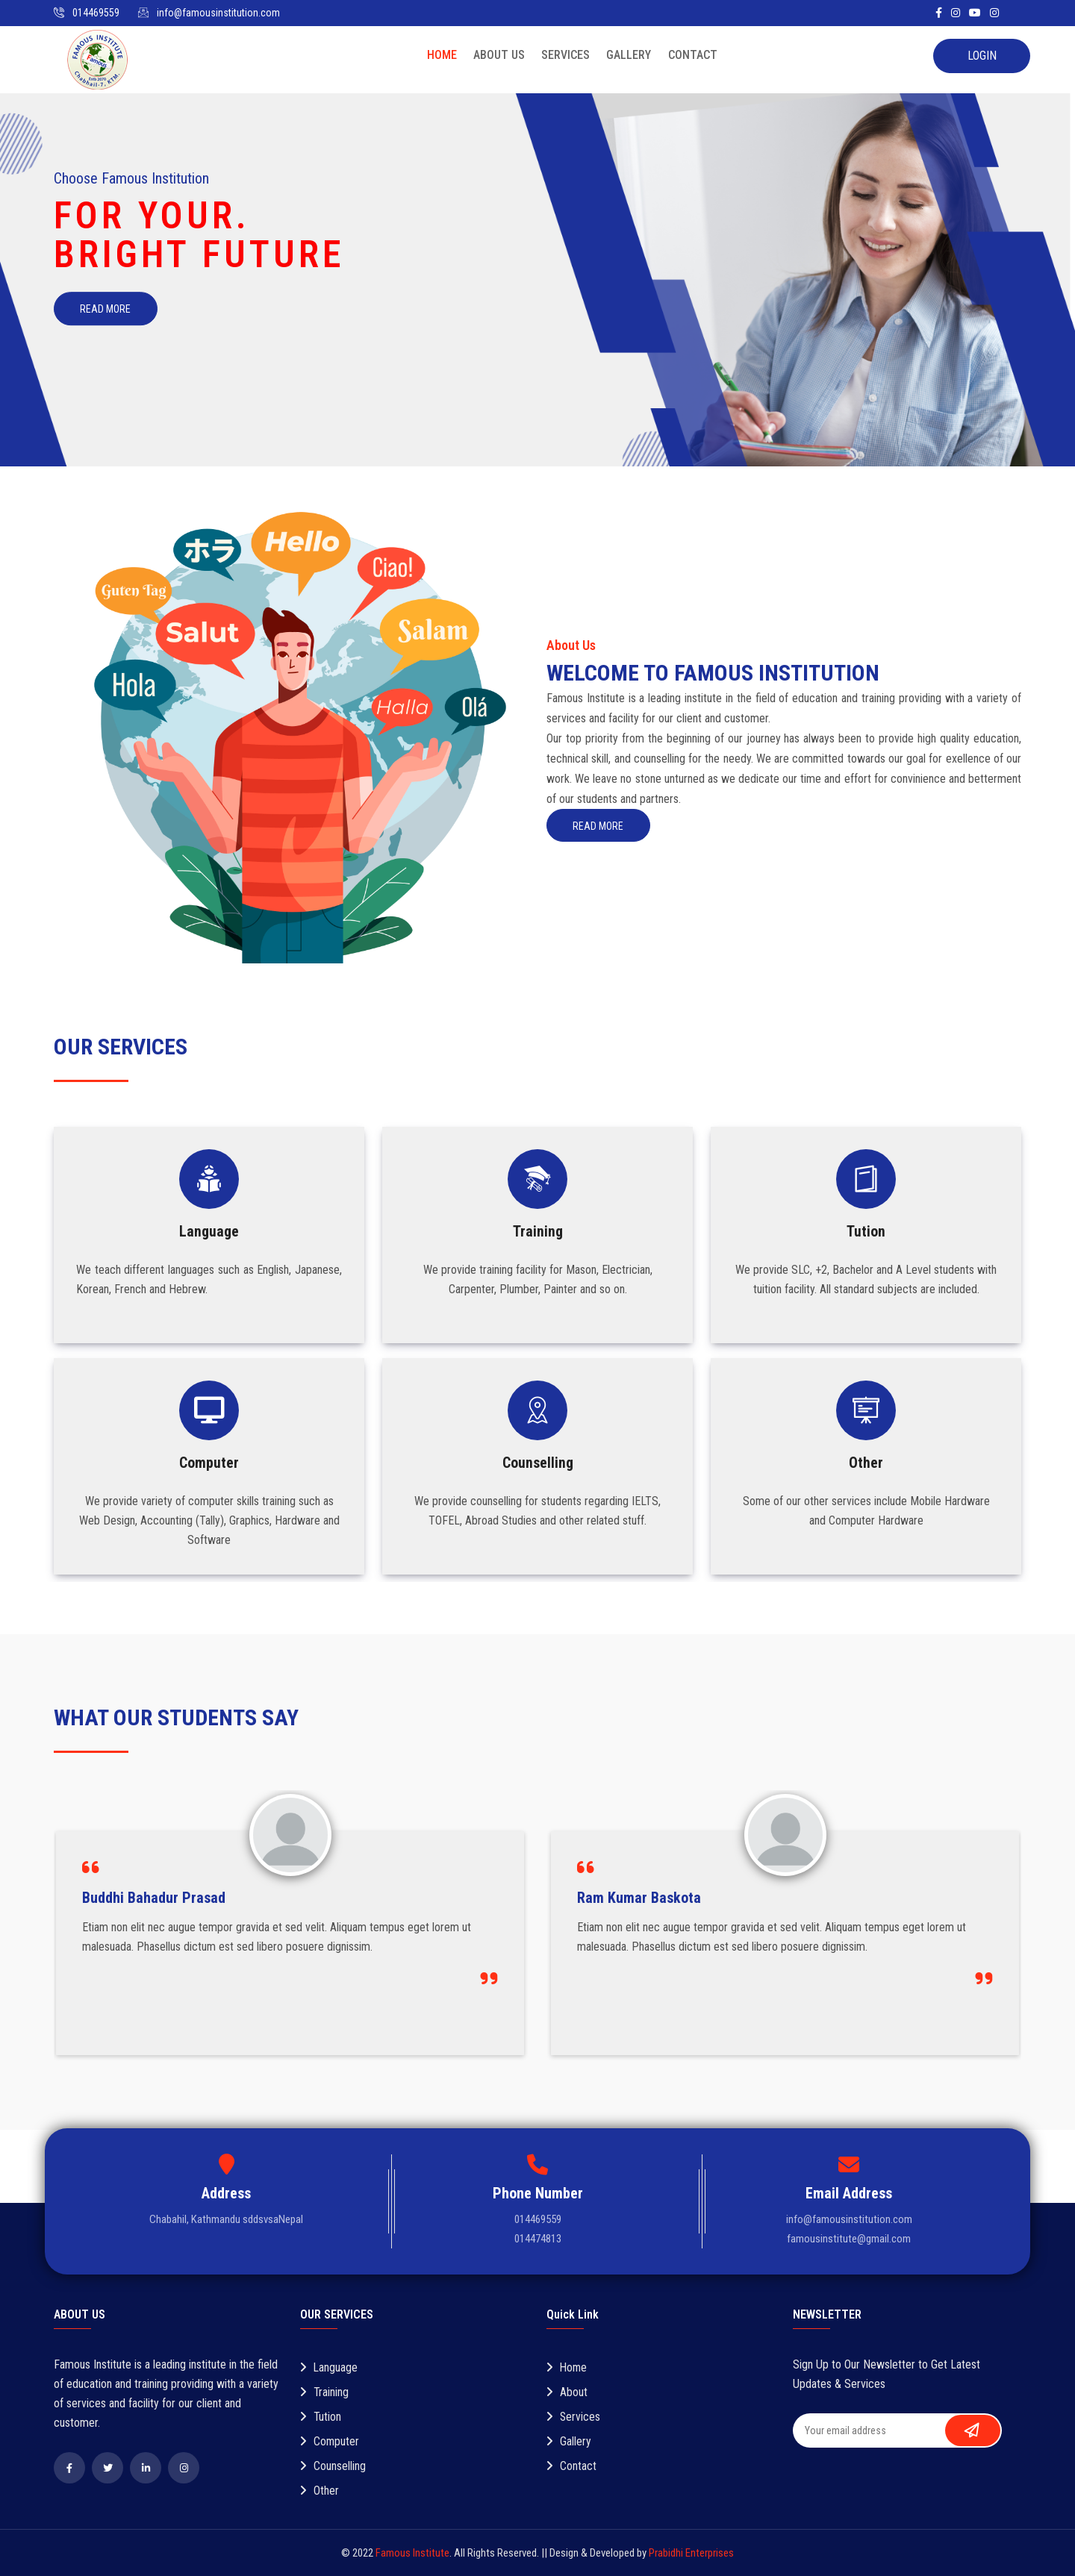 014469559 info@famousinstitution.com
FAMOUS INSTITUTE
Famous
ESTD 2070
Chabhail-7, KTM.
HOME ABOUT US SERVICES GALLERY CONTACT
LOGIN
Choose Famous Institution
FOR YOUR.
BRIGHT FUTURE
READ MORE
Hello
ホラ
Ciao!
Guten Tag
Salut
Salam
Hola
Halla
Olá
About Us
WELCOME TO FAMOUS INSTITUTION
Famous Institute is a leading institute in the field of education and training providing with a variety of
services and facility for our client and customer.
Our top priority from the beginning of our journey has always been to provide high quality education,
technical skill, and counselling for the needy. We are committed towards our goal for exellence of our
work. We leave no stone unturned as we dedicate our time and effort for convinience and betterment
of our students and partners.
READ MORE
OUR SERVICES
Language
We teach different languages such as English, Japanese,
Korean, French and Hebrew.
Training
We provide training facility for Mason, Electrician,
Carpenter, Plumber, Painter and so on.
Tution
We provide SLC, +2, Bachelor and A Level students with
tuition facility. All standard subjects are included.
Computer
We provide variety of computer skills training such as
Web Design, Accounting (Tally), Graphics, Hardware and
Software
Counselling
We provide counselling for students regarding IELTS,
TOFEL, Abroad Studies and other related stuff.
Other
Some of our other services include Mobile Hardware
and Computer Hardware
WHAT OUR STUDENTS SAY
Buddhi Bahadur Prasad
Etiam non elit nec augue tempor gravida et sed velit. Aliquam tempus eget lorem ut
malesuada. Phasellus dictum est sed libero posuere dignissim.
Ram Kumar Baskota
Etiam non elit nec augue tempor gravida et sed velit. Aliquam tempus eget lorem ut
malesuada. Phasellus dictum est sed libero posuere dignissim.
Address
Chabahil, Kathmandu sddsvsaNepal
Phone Number
014469559
014474813
Email Address
info@famousinstitution.com
famousinstitute@gmail.com
ABOUT US
Famous Institute is a leading institute in the field
of education and training providing with a variety
of services and facility for our client and
customer.
OUR SERVICES
Language
Training
Tution
Computer
Counselling
Other
Quick Link
Home
About
Services
Gallery
Contact
NEWSLETTER
Sign Up to Our Newsletter to Get Latest
Updates & Services
Your email address
© 2022 Famous Institute. All Rights Reserved. || Design & Developed by Prabidhi Enterprises